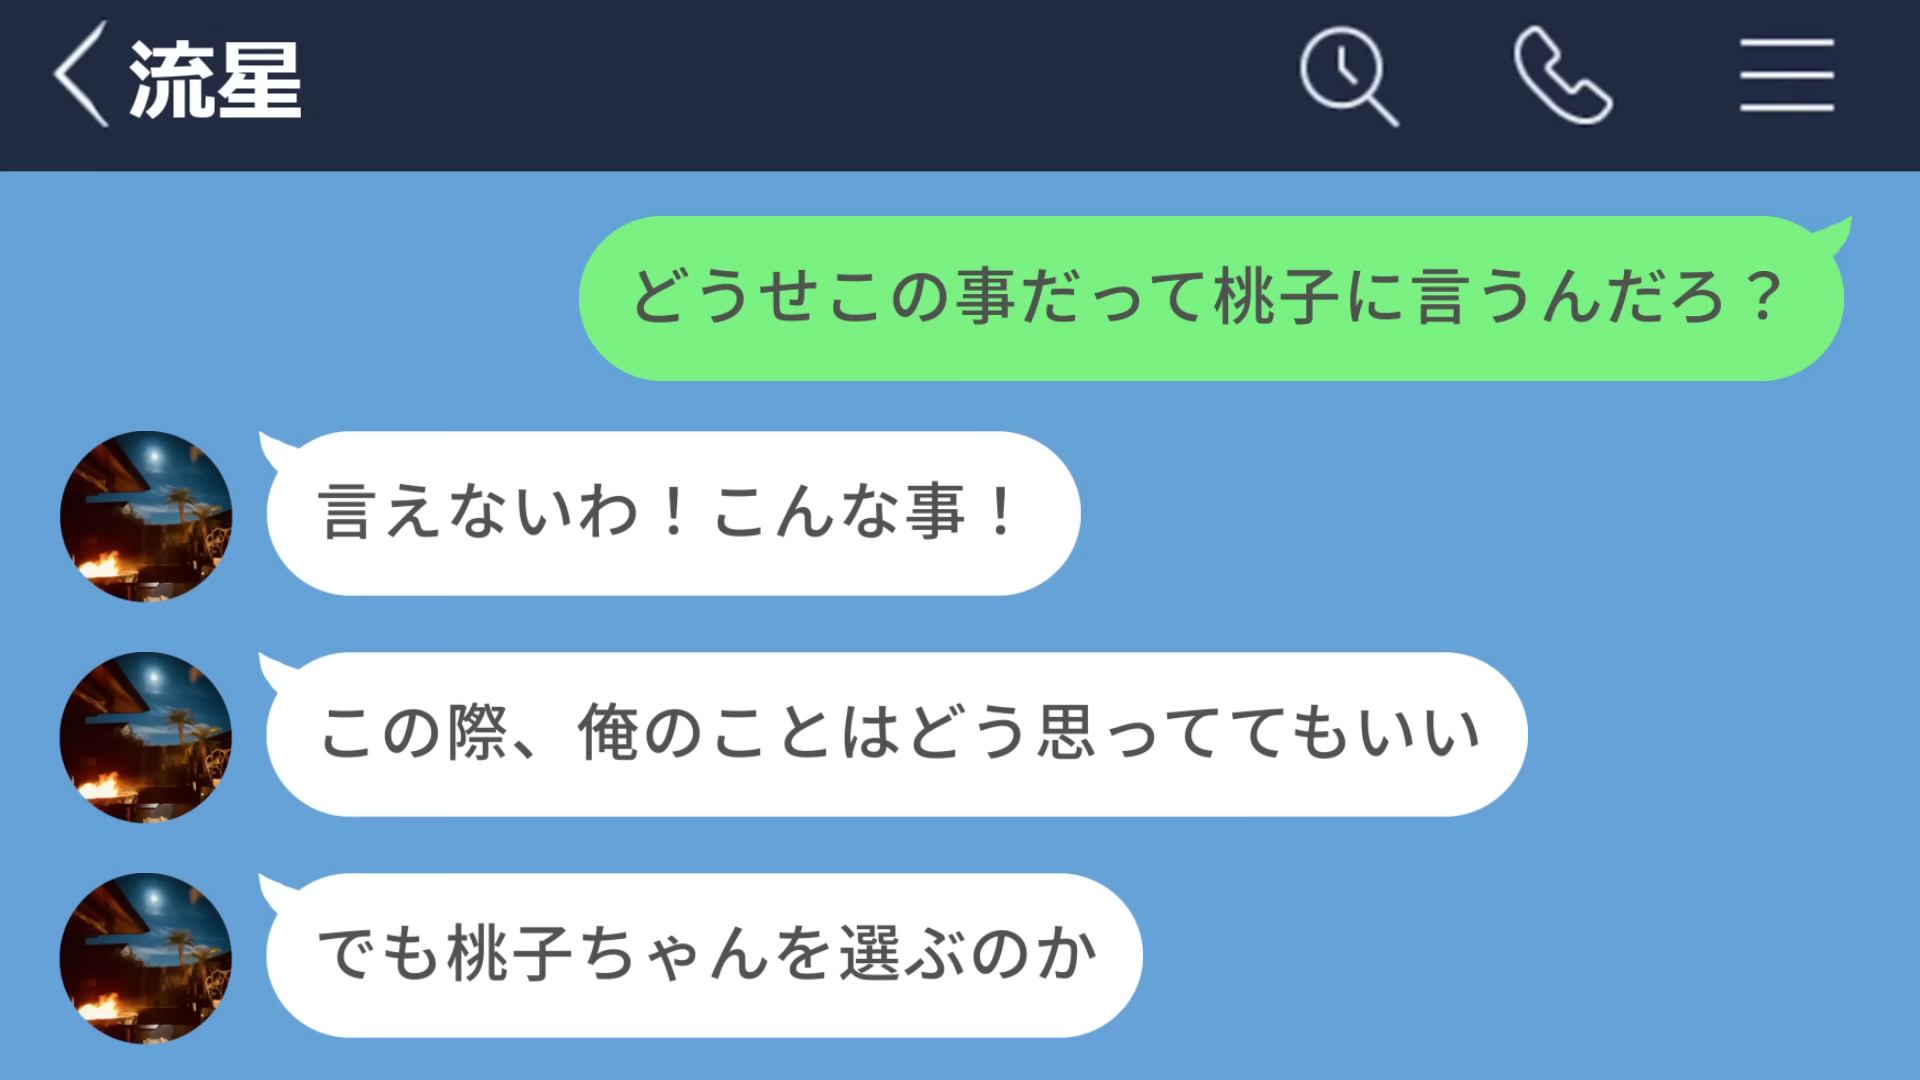 流星
どうせこの事だって桃子に言うんだろ？
言えないわ！こんな事！
この際、俺のことはどう思っててもいい
でも桃子ちゃんを選ぶのか